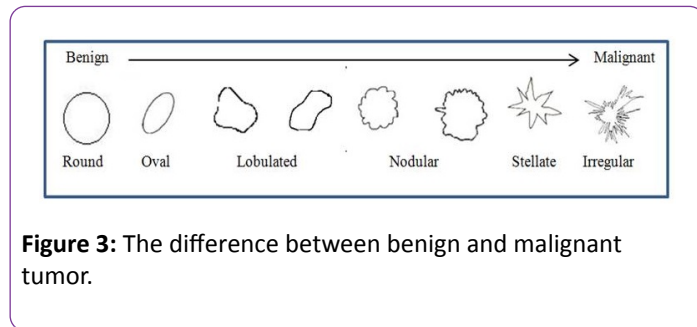 Benign Malignant
Round Oval Lobulated Nodular Stellate Irregular
Figure 3: The difference between benign and malignant
tumor.